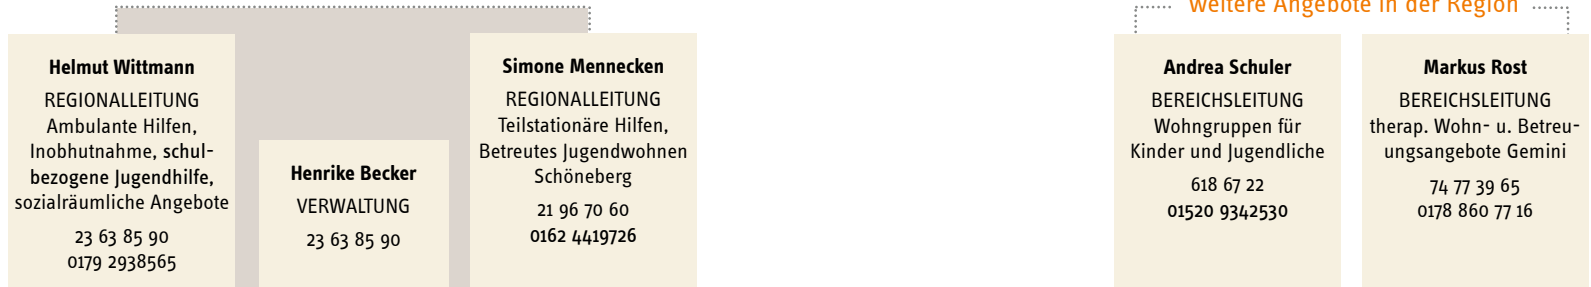 weitere Angebote in der Region
Helmut Wittmann
REGIONALLEITUNG
Ambulante Hilfen,
Inobhutnahme, schul-
bezogene Jugendhilfe,
sozialräumliche Angebote
23 63 85 90
0179 2938565
Henrike Becker
VERWALTUNG
23 63 85 90
Simone Mennecken
REGIONALLEITUNG
Teilstationäre Hilfen,
Betreutes Jugendwohnen
Schöneberg
21 96 70 60
0162 4419726
Andrea Schuler
BEREICHSLEITUNG
Wohngruppen für
Kinder und Jugendliche
618 67 22
01520 9342530
Markus Rost
BEREICHSLEITUNG
therap. Wohn- u. Betreu-
ungsangebote Gemini
74 77 39 65
0178 860 77 16